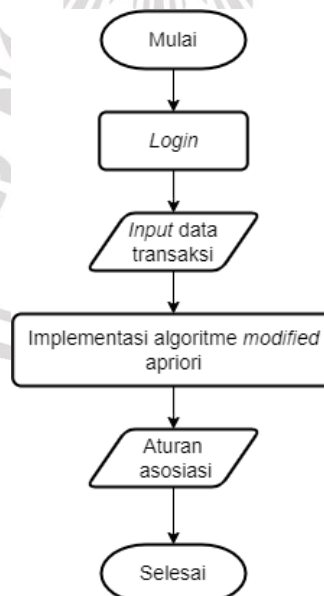 Mulai
Login
Input data
transaksi
Implementasi algoritme modified
apriori
Aturan
asosiasi
Selesai